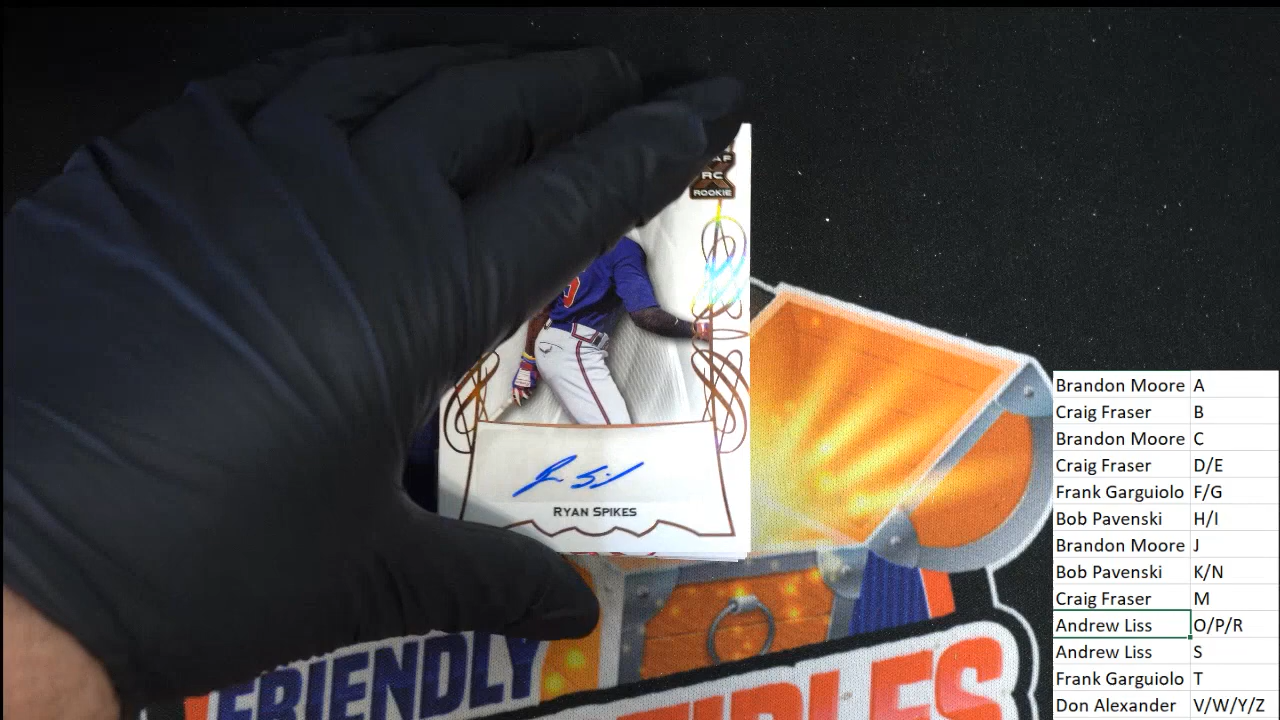 RC
ROOKIE
RYAN SPIKES
FRIENDLY
Brandon Moore A
Craig Fraser B
Brandon Moore C
Craig Fraser D/E
Frank Garguiolo F/G
Bob Pavenski H/I
Brandon Moore J
Bob Pavenski K/N
Craig Fraser M
Andrew Liss O/P/R
Andrew Liss S
Frank Garguiolo T
Don Alexander V/W/Y/Z